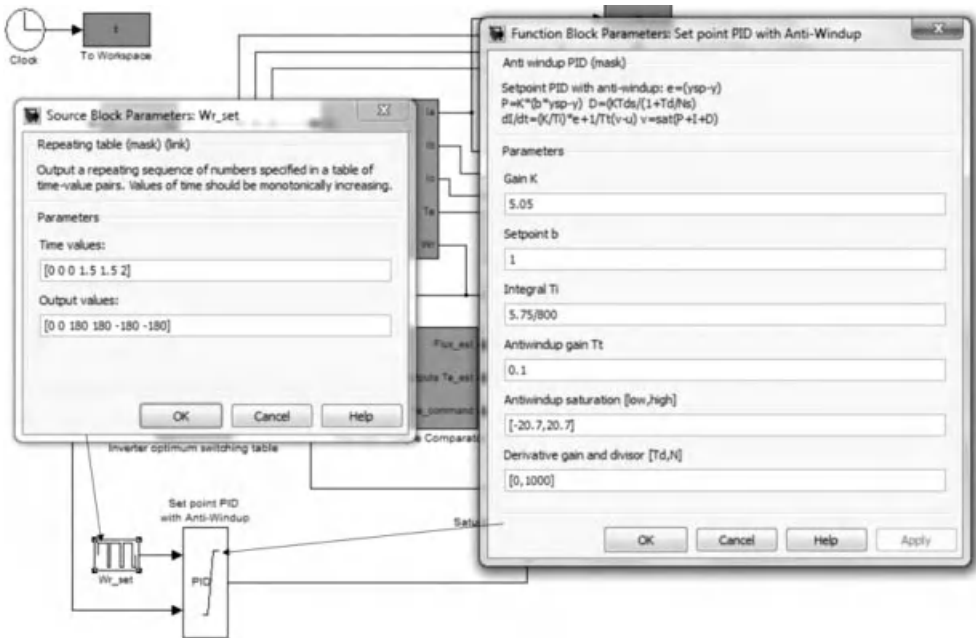 t
Clock
To Workspace
Source Block Parameters: Wr_set
Repeating table (mask) (link)
Output a repeating sequence of numbers specified in a table of
time-value pairs. Values of time should be monotonically increasing.
Parameters
Time values:
[0 0 0 1.5 1.5 2]
Output values:
[0 0 180 180 -180 -180]
OK
Cancel
Help
Te
Wr
Flux_est
puts Te_est
e_command
e Comparato
Inverter optimum switching table
Set point PID
with Anti-Windup
Satu
Wr_set
PID
Function Block Parameters: Set point PID with Anti-Windup
Anti windup PID (mask)
Setpoint PID with anti-windup: e=(ysp-y)
P=K*(b*ysp-y) D=(KTds/(1+Td/Ns)
dI/dt=(K/Ti)*e+1/Tt(v-u) v=sat(P+I+D)
Parameters
Gain K
5.05
Setpoint b
1
Integral Ti
5.75/800
Antiwindup gain Tt
0.1
Antiwindup saturation [low,high]
[-20.7,20.7]
Derivative gain and divisor [Td,N]
[0,1000]
OK
Cancel
Help
Apply